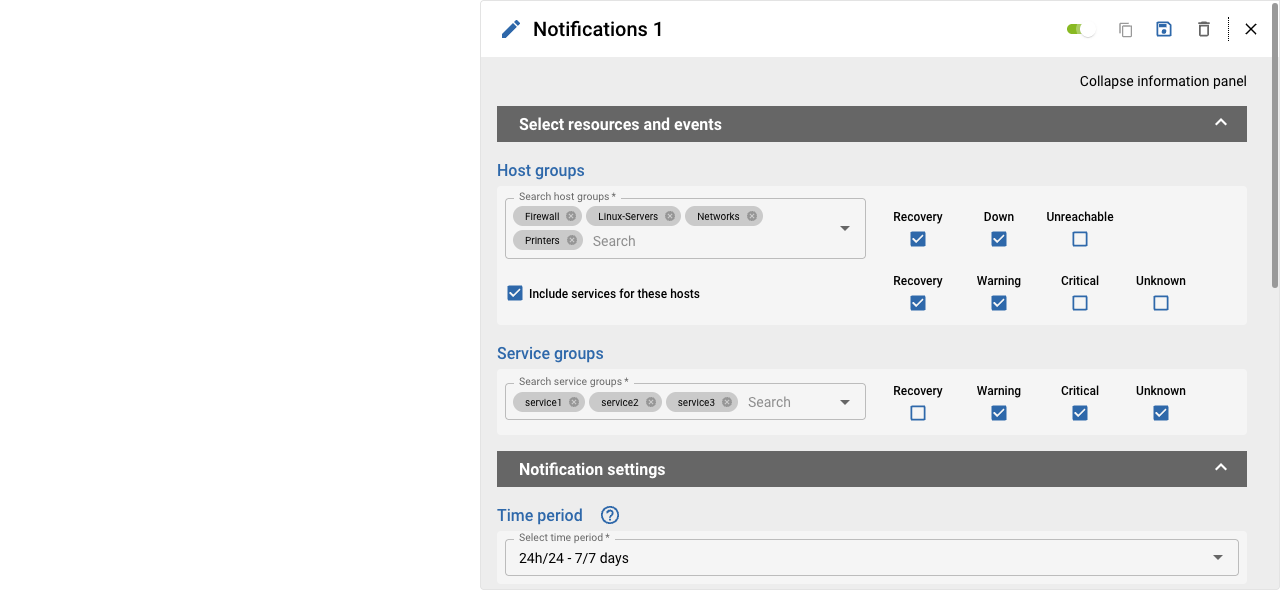 Notifications 1
Collapse information panel
Select resources and events
Host groups
Search host groups *
Firewall Linux-Servers Networks
Printers Search
Recovery Down Unreachable
Include services for these hosts
Recovery Warning Critical Unknown
Service groups
Search service groups *
service1 service2 service3 Search
Recovery Warning Critical Unknown
Notification settings
Time period ?
Select time period *
24h/24 - 7/7 days